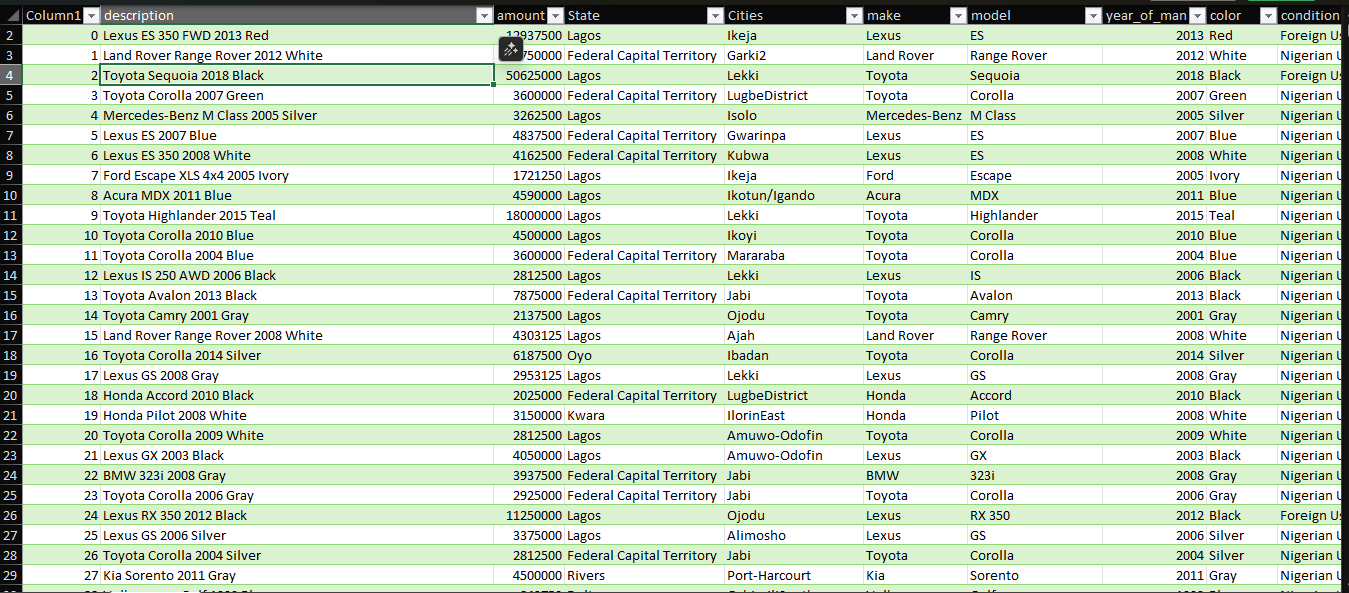 Column1 description amount State Cities make model year_of_man color condition
2 0 Lexus ES 350 FWD 2013 Red 12937500 Lagos Ikeja Lexus ES 2013 Red Foreign Us
3 1 Land Rover Range Rover 2012 White 750000 Federal Capital Territory Garki2 Land Rover Range Rover 2012 White Nigerian U
4 2 Toyota Sequoia 2018 Black 50625000 Lagos Lekki Toyota Sequoia 2018 Black Foreign Us
5 3 Toyota Corolla 2007 Green 3600000 Federal Capital Territory LugbeDistrict Toyota Corolla 2007 Green Nigerian U
6 4 Mercedes-Benz M Class 2005 Silver 3262500 Lagos Isolo Mercedes-Benz M Class 2005 Silver Nigerian U
7 5 Lexus ES 2007 Blue 4837500 Federal Capital Territory Gwarinpa Lexus ES 2007 Blue Nigerian U
8 6 Lexus ES 350 2008 White 4162500 Federal Capital Territory Kubwa Lexus ES 2008 White Nigerian U
9 7 Ford Escape XLS 4x4 2005 Ivory 1721250 Lagos Ikeja Ford Escape 2005 Ivory Nigerian U
10 8 Acura MDX 2011 Blue 4590000 Lagos Ikotun/Igando Acura MDX 2011 Blue Nigerian U
11 9 Toyota Highlander 2015 Teal 18000000 Lagos Lekki Toyota Highlander 2015 Teal Nigerian U
12 10 Toyota Corolla 2010 Blue 4500000 Lagos Ikoyi Toyota Corolla 2010 Blue Nigerian U
13 11 Toyota Corolla 2004 Blue 3600000 Federal Capital Territory Mararaba Toyota Corolla 2004 Blue Nigerian U
14 12 Lexus IS 250 AWD 2006 Black 2812500 Lagos Lekki Lexus IS 2006 Black Nigerian U
15 13 Toyota Avalon 2013 Black 7875000 Federal Capital Territory Jabi Toyota Avalon 2013 Black Nigerian U
16 14 Toyota Camry 2001 Gray 2137500 Lagos Ojodu Toyota Camry 2001 Gray Nigerian U
17 15 Land Rover Range Rover 2008 White 4303125 Lagos Ajah Land Rover Range Rover 2008 White Nigerian U
18 16 Toyota Corolla 2014 Silver 6187500 Oyo Ibadan Toyota Corolla 2014 Silver Nigerian U
19 17 Lexus GS 2008 Gray 2953125 Lagos Lekki Lexus GS 2008 Gray Nigerian U
20 18 Honda Accord 2010 Black 2025000 Federal Capital Territory LugbeDistrict Honda Accord 2010 Black Nigerian U
21 19 Honda Pilot 2008 White 3150000 Kwara IlorinEast Honda Pilot 2008 White Nigerian U
22 20 Toyota Corolla 2009 White 2812500 Lagos Amuwo-Odofin Toyota Corolla 2009 White Nigerian U
23 21 Lexus GX 2003 Black 4050000 Lagos Amuwo-Odofin Lexus GX 2003 Black Nigerian U
24 22 BMW 323i 2008 Gray 3937500 Federal Capital Territory Jabi BMW 323i 2008 Gray Nigerian U
25 23 Toyota Corolla 2006 Gray 2925000 Federal Capital Territory Jabi Toyota Corolla 2006 Gray Nigerian U
26 24 Lexus RX 350 2012 Black 11250000 Lagos Ojodu Lexus RX 350 2012 Black Foreign Us
27 25 Lexus GS 2006 Silver 3375000 Lagos Alimosho Lexus GS 2006 Silver Nigerian U
28 26 Toyota Corolla 2004 Silver 2812500 Federal Capital Territory Jabi Toyota Corolla 2004 Silver Nigerian U
29 27 Kia Sorento 2011 Gray 4500000 Rivers Port-Harcourt Kia Sorento 2011 Gray Nigerian U